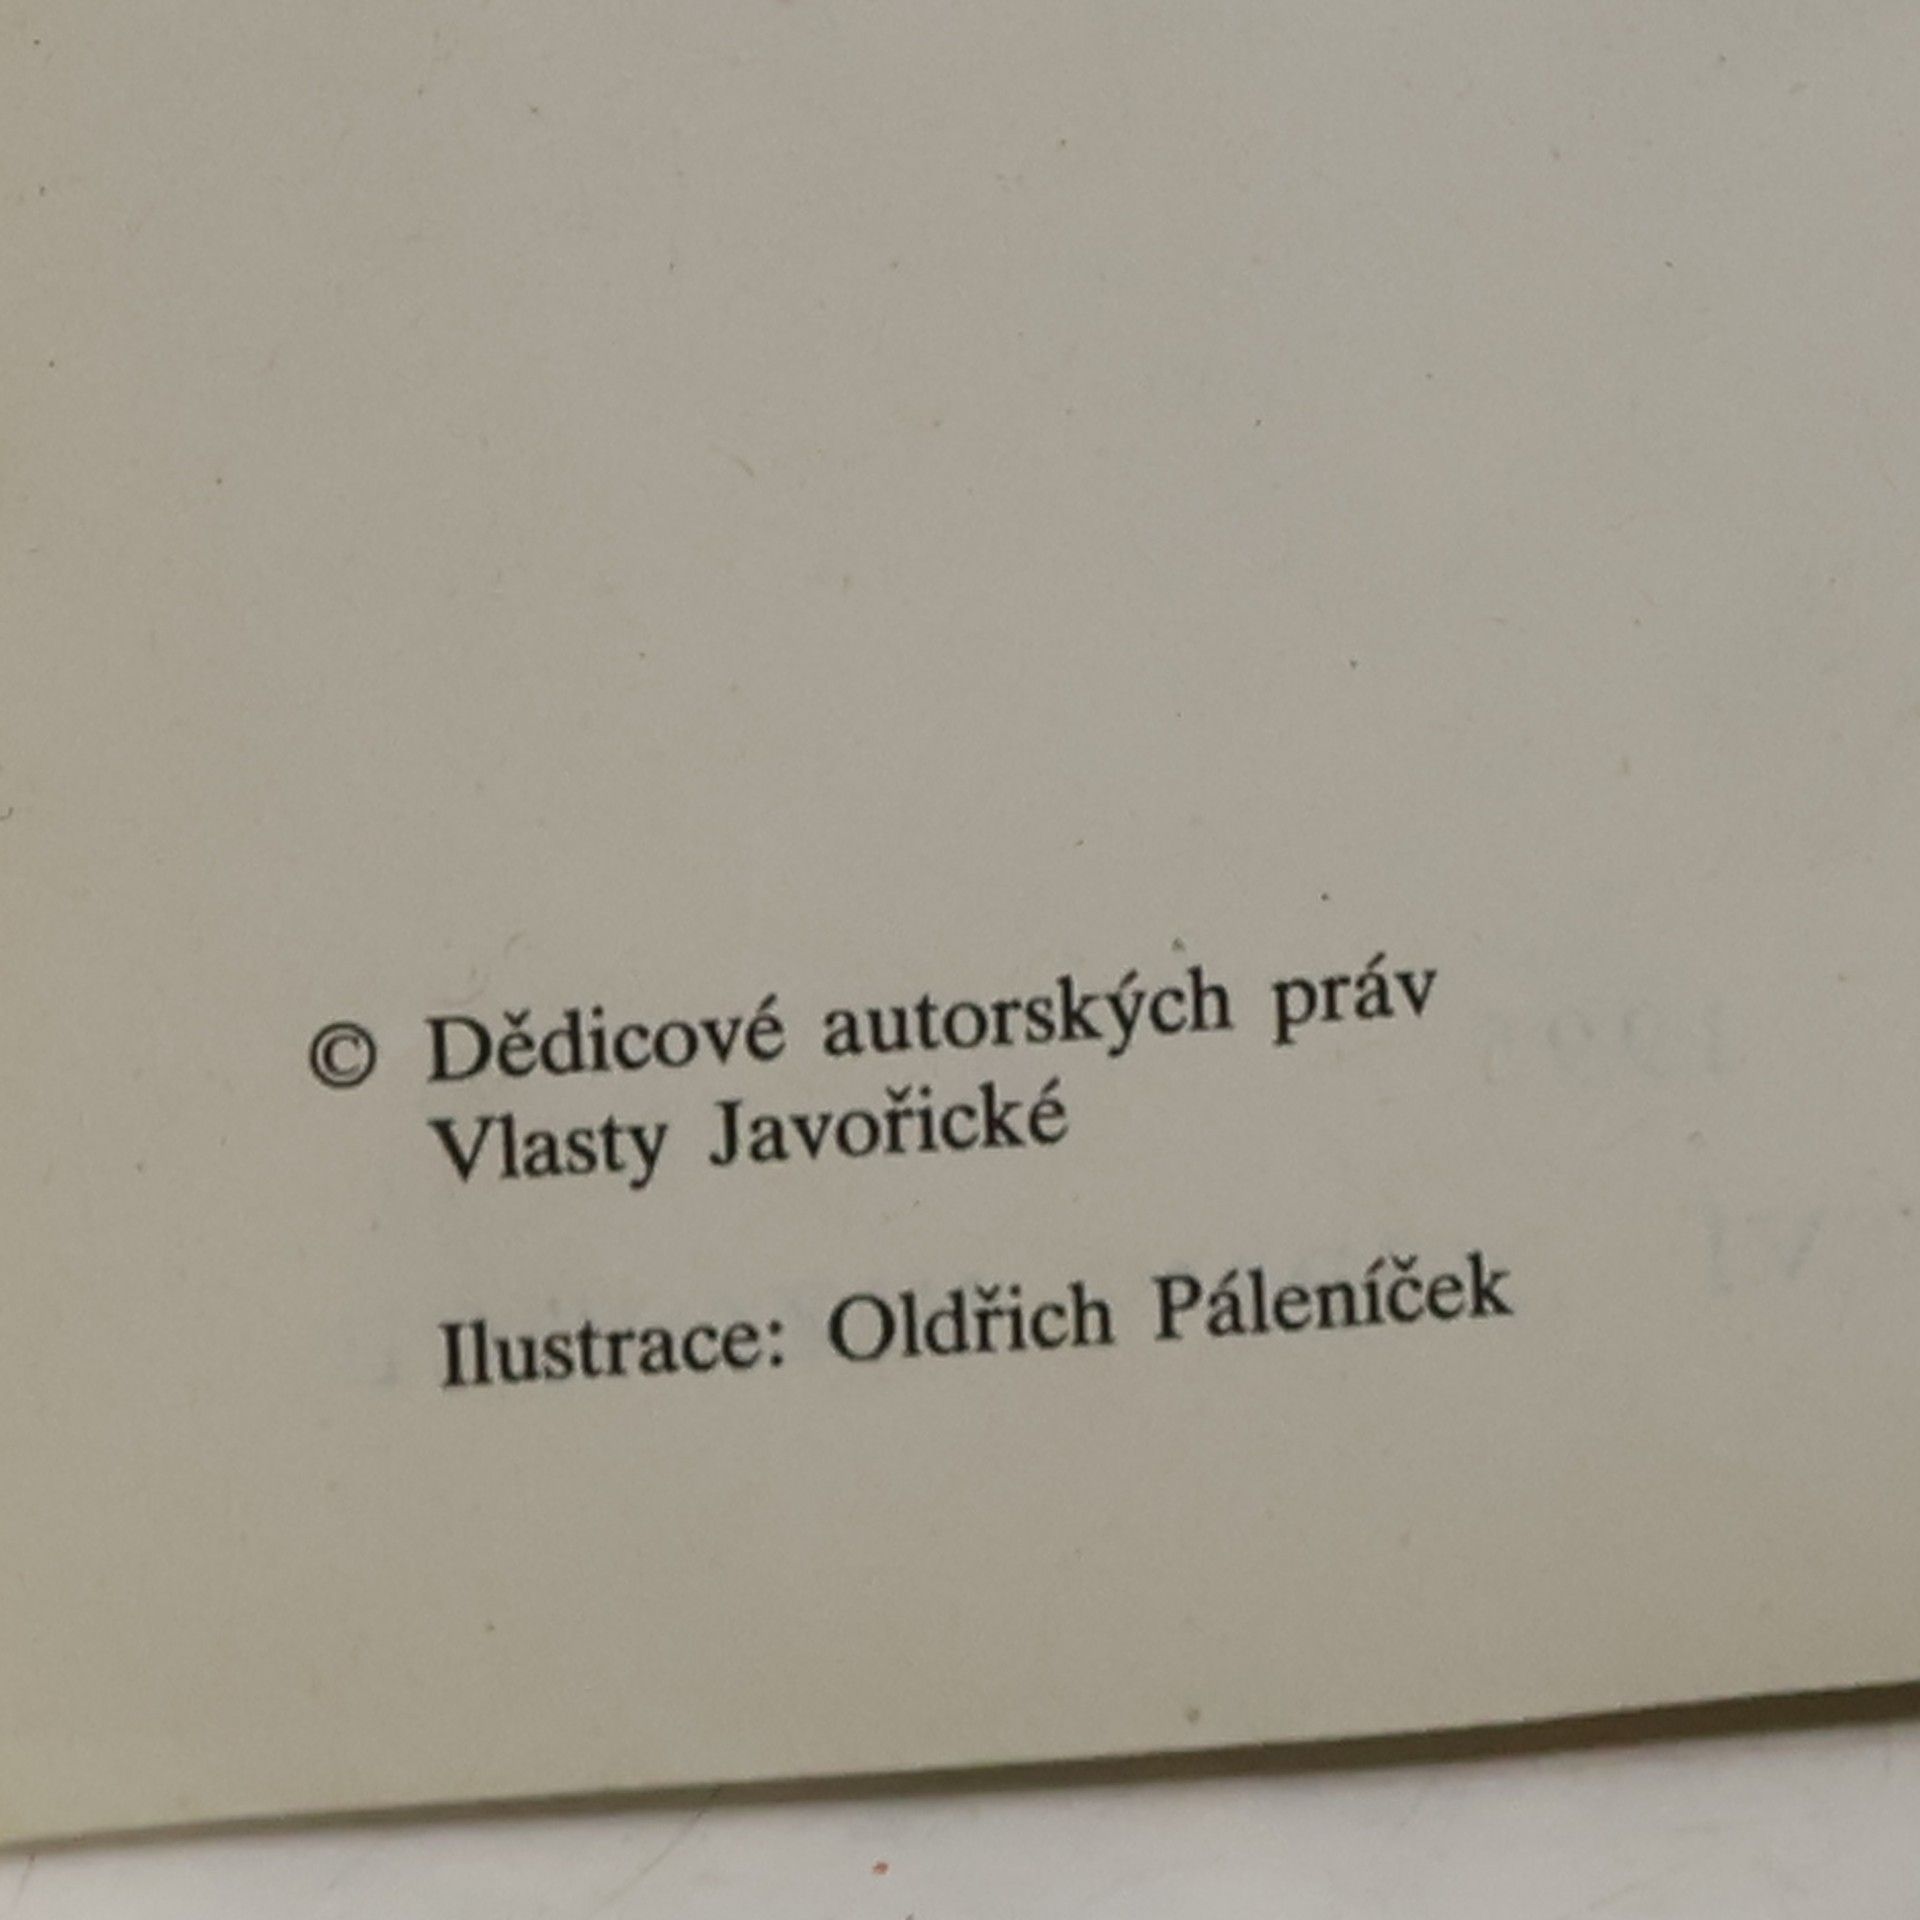 © Dědicové autorských práv
Vlasty Javořické
Ilustrace: Oldřich Páleníček